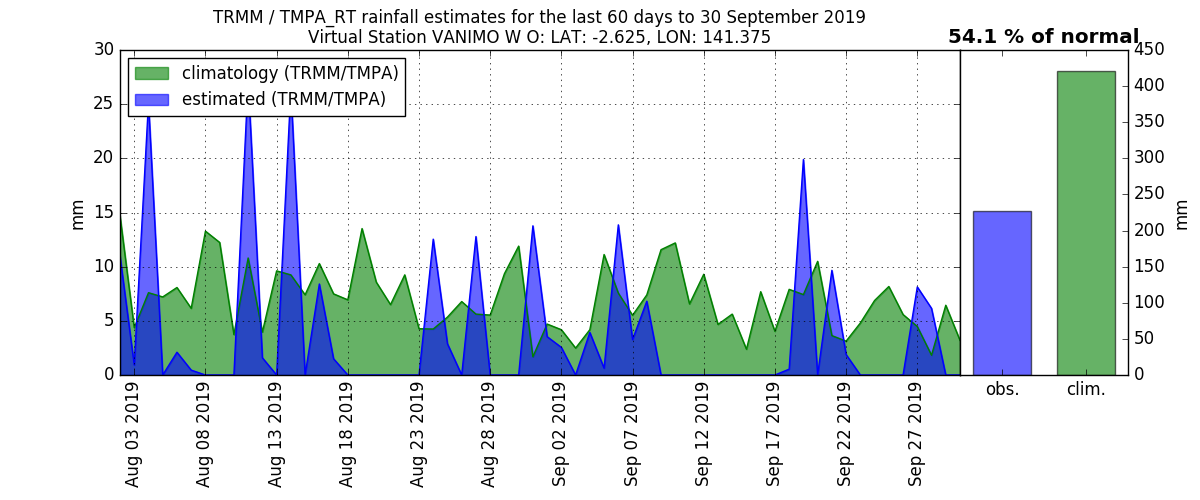 TRMM / TMPA_RT rainfall estimates for the last 60 days to 30 September 2019
Virtual Station VANIMO W O: LAT: -2.625, LON: 141.375
54.1 % of normal
climatology (TRMM/TMPA)
estimated (TRMM/TMPA)
30
25
20
15
10
5
0
mm
Aug 03 2019
Aug 08 2019
Aug 13 2019
Aug 18 2019
Aug 23 2019
Aug 28 2019
Sep 02 2019
Sep 07 2019
Sep 12 2019
Sep 17 2019
Sep 22 2019
Sep 27 2019
obs.
clim.
450
400
350
300
250
200
150
100
50
0
mm